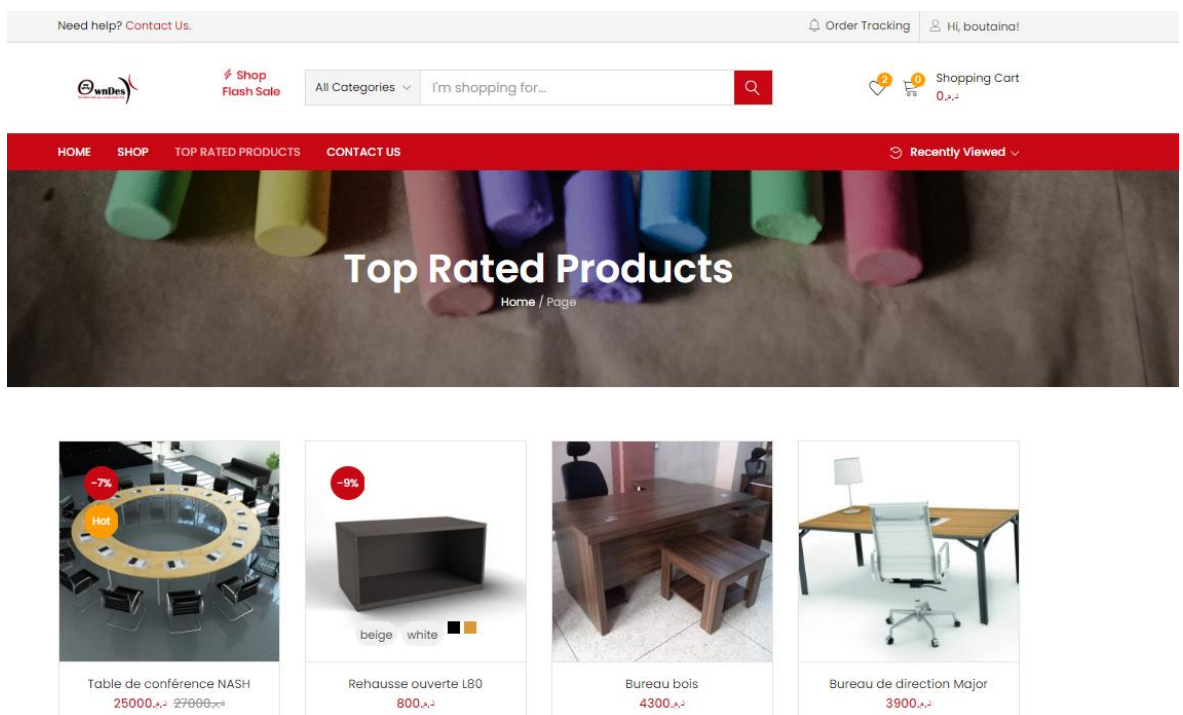 Need help? Contact Us.
Order Tracking
Hi, boutaina!
OwnDes
Shop
Flash Sale
All Categories
I'm shopping for...
2
0
Shopping Cart
0د.م.
HOME
SHOP
TOP RATED PRODUCTS
CONTACT US
Recently Viewed
Top Rated Products
Home / Page
-7%
Hot
-9%
beige
white
Table de conférence NASH
25000د.م. 27000د.م.
Rehausse ouverte L80
800د.م.
Bureau bois
4300د.م.
Bureau de direction Major
3900د.م.